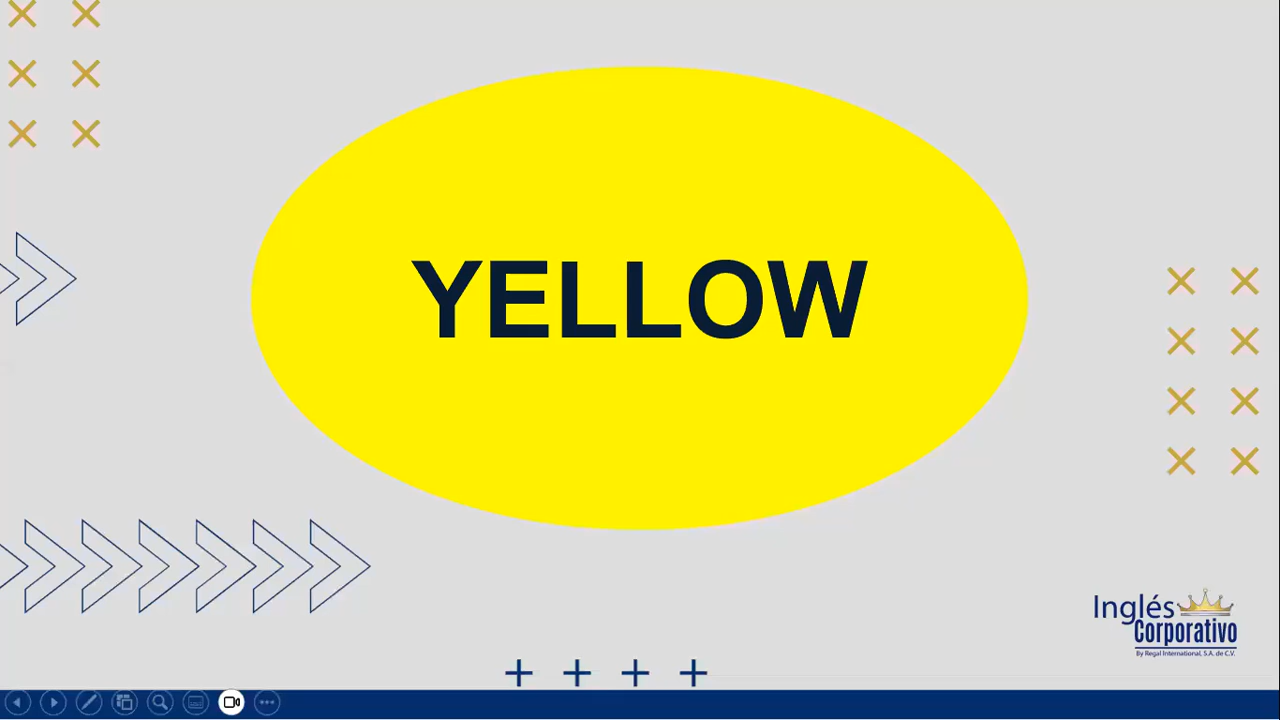 YELLOW
Inglés
Corporativo
By Regal International, S.A. de C.V.